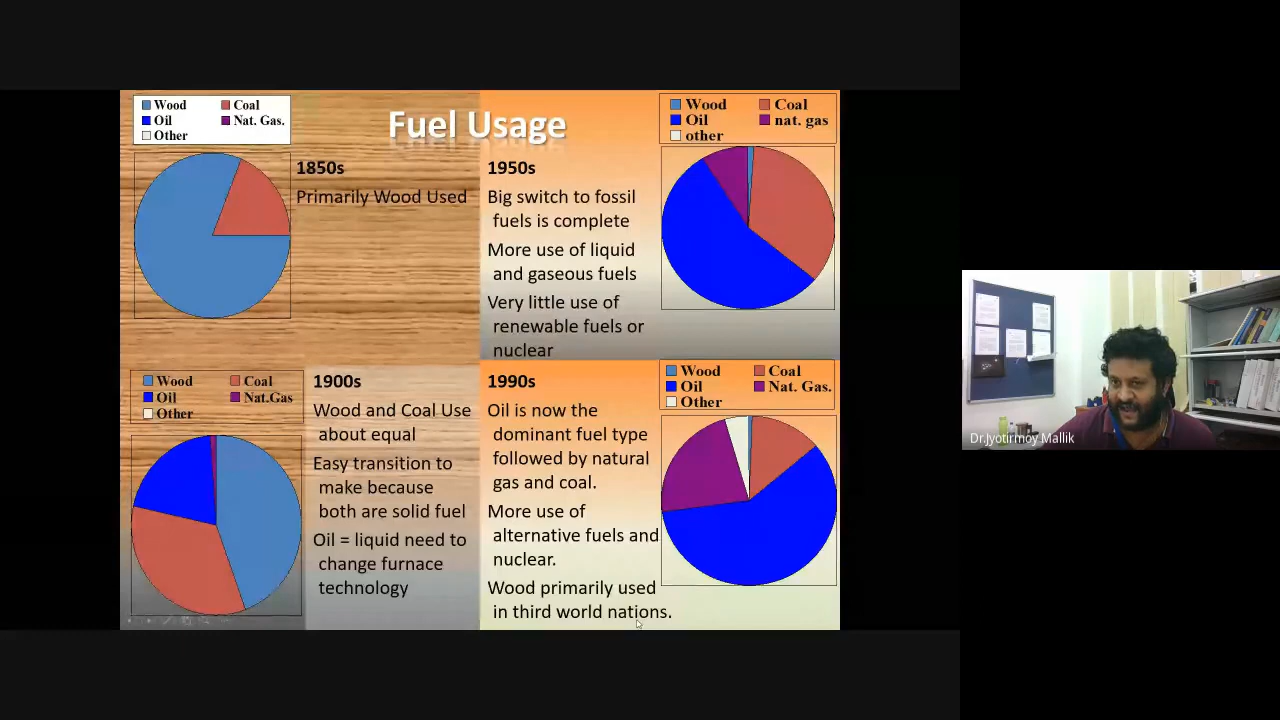 Fuel Usage
Wood Coal
Oil Nat. Gas.
Other
1850s
Primarily Wood Used
Wood Coal
Oil nat. gas
other
1950s
Big switch to fossil
fuels is complete
More use of liquid
and gaseous fuels
Very little use of
renewable fuels or
nuclear
Wood Coal
Oil Nat.Gas
Other
1900s
Wood and Coal Use
about equal
Easy transition to
make because
both are solid fuel
Oil = liquid need to
change furnace
technology
Wood Coal
Oil Nat. Gas.
Other
1990s
Oil is now the
dominant fuel type
followed by natural
gas and coal.
More use of
alternative fuels and
nuclear.
Wood primarily used
in third world nations.
Dr.Jyotirmoy Mallik